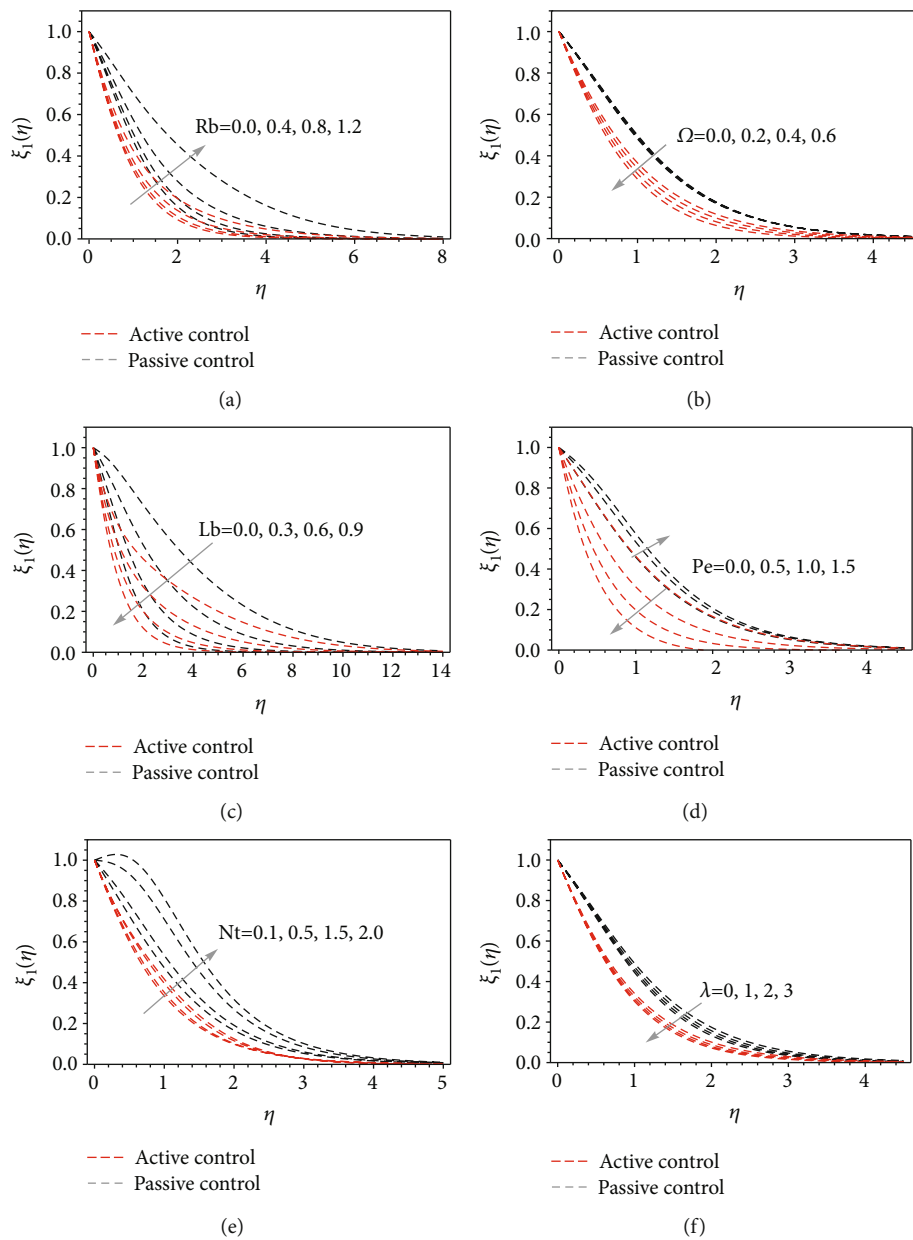 1.0
0.8
0.6
0.4
0.2
0.0
ξ1(η)
Rb=0.0, 0.4, 0.8, 1.2
0 2 4 6 8
η
Active control
Passive control
(a)
1.0
0.8
0.6
0.4
0.2
0.0
ξ1(η)
Ω=0.0, 0.2, 0.4, 0.6
0 1 2 3 4
η
Active control
Passive control
(b)
1.0
0.8
0.6
0.4
0.2
0.0
ξ1(η)
Lb=0.0, 0.3, 0.6, 0.9
0 2 4 6 8 10 12 14
η
Active control
Passive control
(c)
1.0
0.8
0.6
0.4
0.2
0.0
ξ1(η)
Pe=0.0, 0.5, 1.0, 1.5
0 1 2 3 4
η
Active control
Passive control
(d)
1.0
0.8
0.6
0.4
0.2
0.0
ξ1(η)
Nt=0.1, 0.5, 1.5, 2.0
0 1 2 3 4 5
η
Active control
Passive control
(e)
1.0
0.8
0.6
0.4
0.2
0.0
ξ1(η)
λ=0, 1, 2, 3
0 1 2 3 4
η
Active control
Passive control
(f)